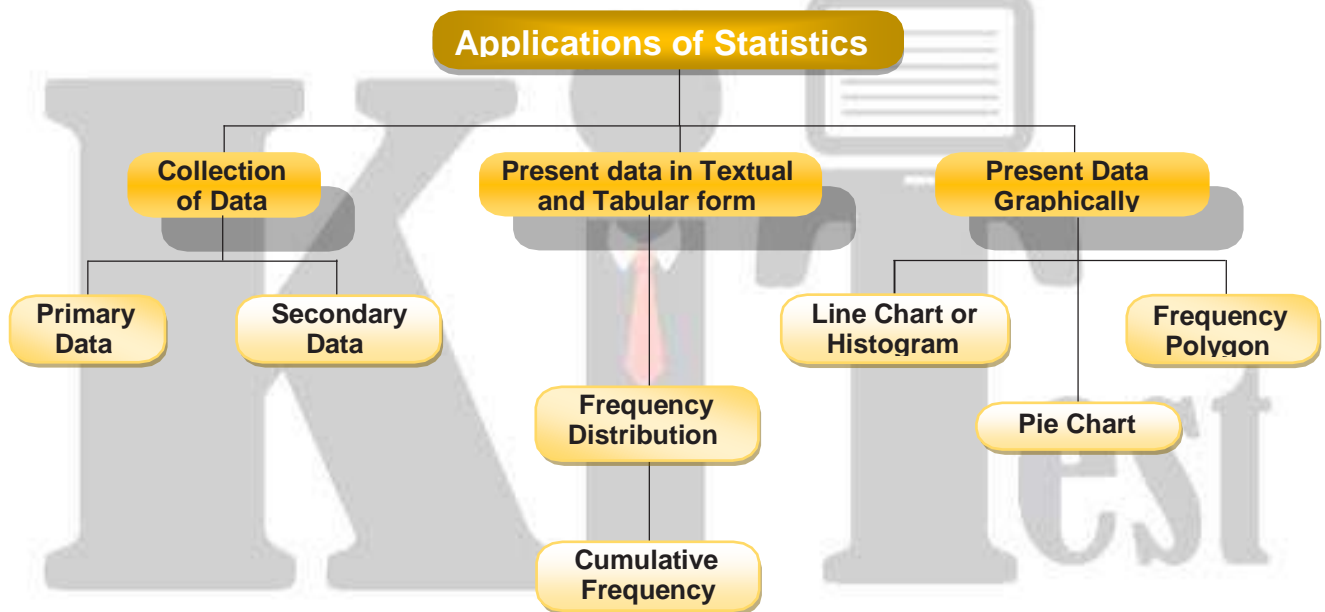 Applications of Statistics
Collection
of Data
Present data in Textual
and Tabular form
Present Data
Graphically
Primary
Data
Secondary
Data
Line Chart or
Histogram
Frequency
Polygon
Frequency
Distribution
Pie Chart
Cumulative
Frequency
KiTest